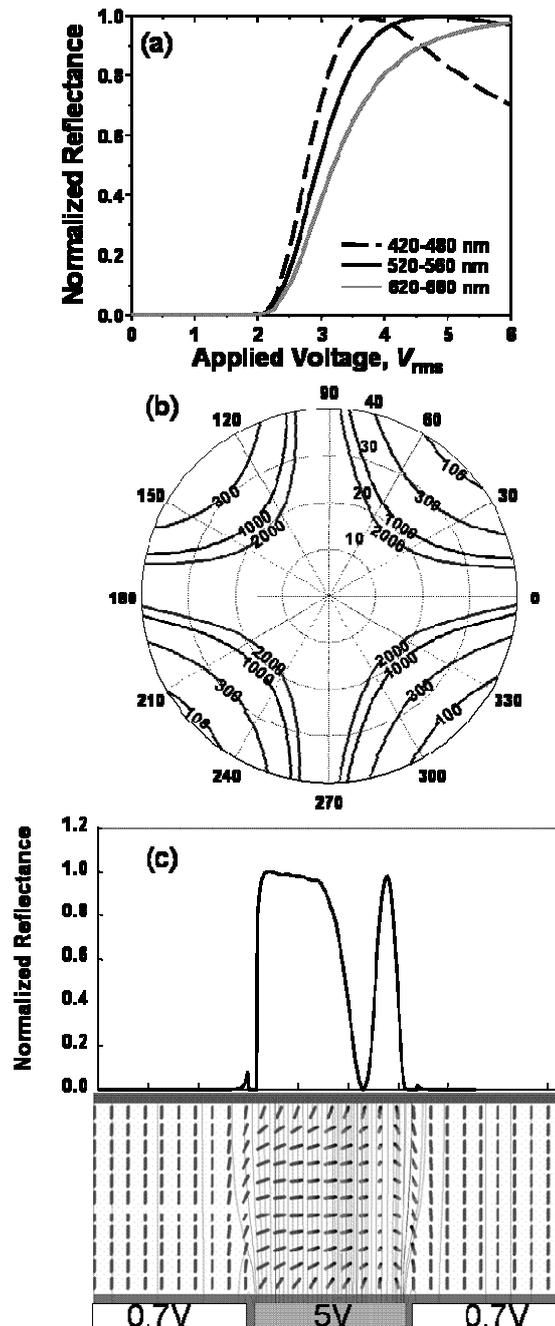 1.0
(a)
0.8
0.6
0.4
0.2
0.0
Normalized Reflectance
420-480 nm
520-560 nm
620-680 nm
0 1 2 3 4 5 6
Applied Voltage, Vrms
(b)
90 40
120 60
30
100
150 300 20 300 30
1000 1000
2000 10 2000
180 0
2000 2000
1000 1000
300 300
210 100 100 330
240 300
270
1.2
(c)
1.0
0.8
0.6
0.4
0.2
0.0
Normalized Reflectance
0.7V 5V 0.7V